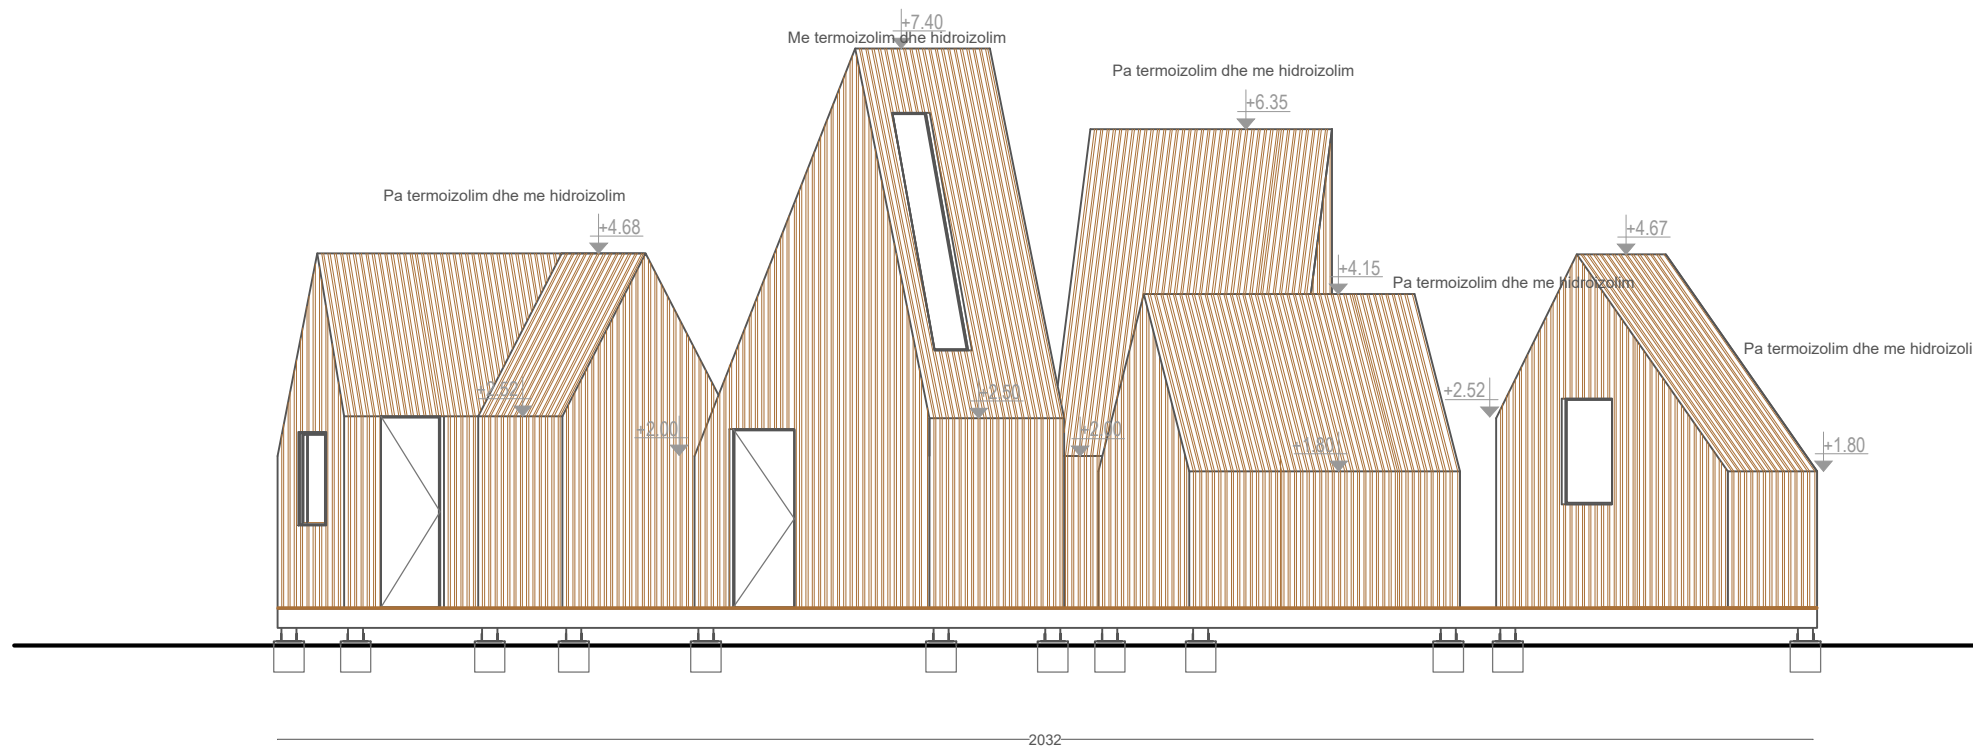 +7.40
Me termoizolim dhe hidroizolim
Pa termoizolim dhe me hidroizolim
+6.35
Pa termoizolim dhe me hidroizolim
+4.68
+4.67
+4.15
Pa termoizolim dhe me hidroizolim
Pa termoizolim dhe me hidroizoli
+2.52
+2.50
+2.52
+2.00
+2.00
+1.80
+1.80
2032